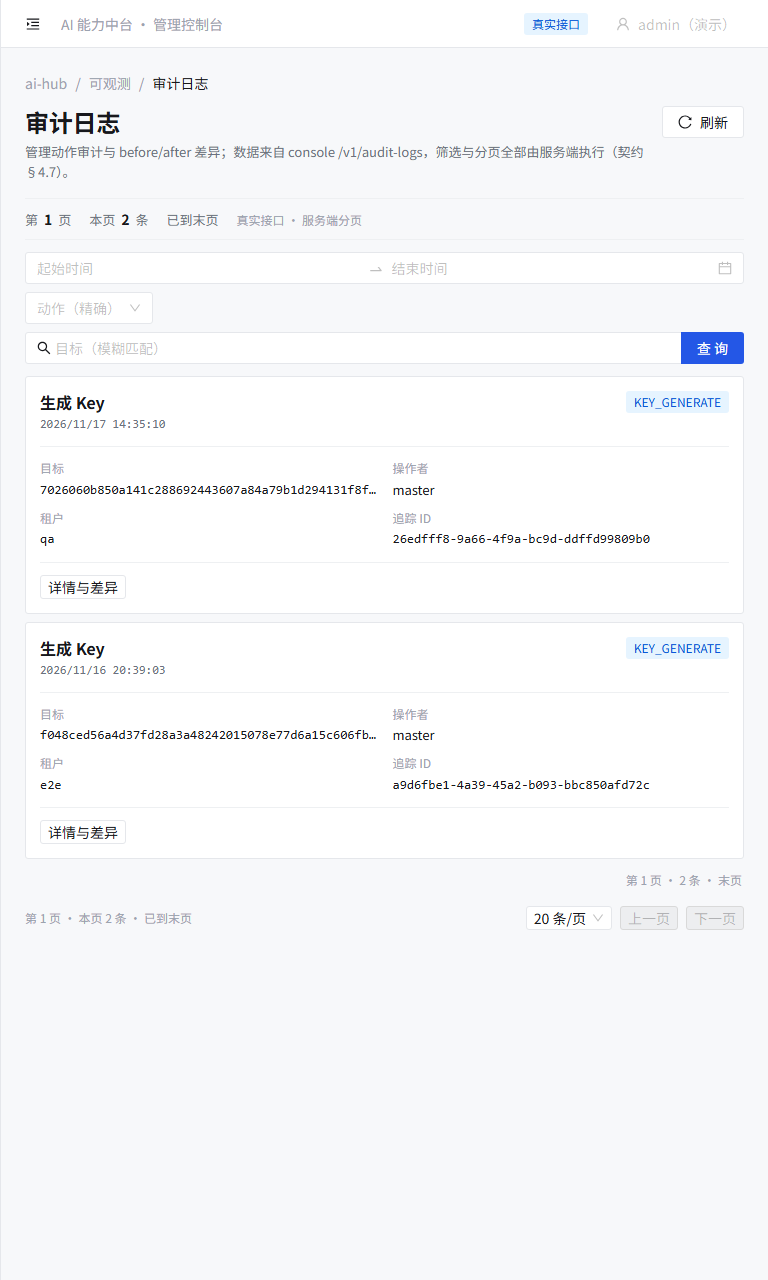 AI 能力中台 · 管理控制台
真实接口
admin（演示）
ai-hub / 可观测 / 审计日志
审计日志
刷新
管理动作审计与 before/after 差异；数据来自 console /v1/audit-logs，筛选与分页全部由服务端执行（契约
§4.7）。
第 1 页 本页 2 条 已到末页 真实接口 · 服务端分页
起始时间 → 结束时间
动作（精确）
目标（模糊匹配）
查 询
生成 Key
KEY_GENERATE
2026/11/17 14:35:10
目标 操作者
7026060b850a141c288692443607a84a79b1d294131f8f… master
租户 追踪 ID
qa 26edfff8-9a66-4f9a-bc9d-ddffd99809b0
详情与差异
生成 Key
KEY_GENERATE
2026/11/16 20:39:03
目标 操作者
f048ced56a4d37fd28a3a48242015078e77d6a15c606fb… master
租户 追踪 ID
e2e a9d6fbe1-4a39-45a2-b093-bbc850afd72c
详情与差异
第 1 页 · 2 条 · 末页
第 1 页 · 本页 2 条 · 已到末页
20 条/页 上一页 下一页